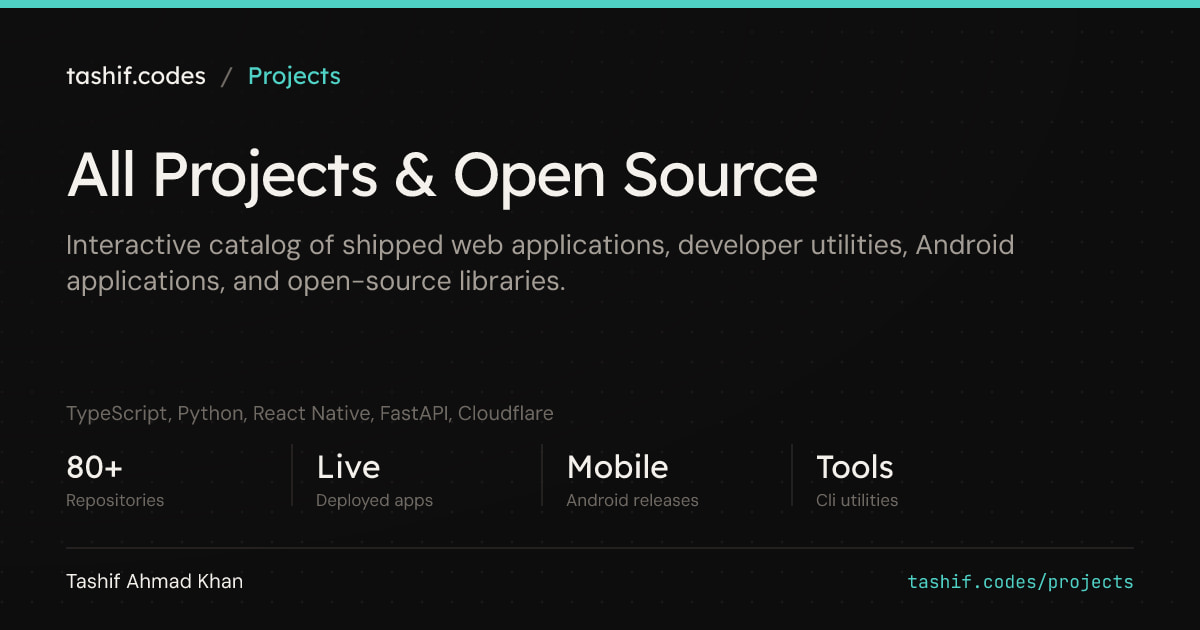 tashif.codes / Projects
All Projects & Open Source
Interactive catalog of shipped web applications, developer utilities, Android
applications, and open-source libraries.
TypeScript, Python, React Native, FastAPI, Cloudflare
80+
Repositories
Live
Deployed apps
Mobile
Android releases
Tools
Cli utilities
Tashif Ahmad Khan
tashif.codes/projects